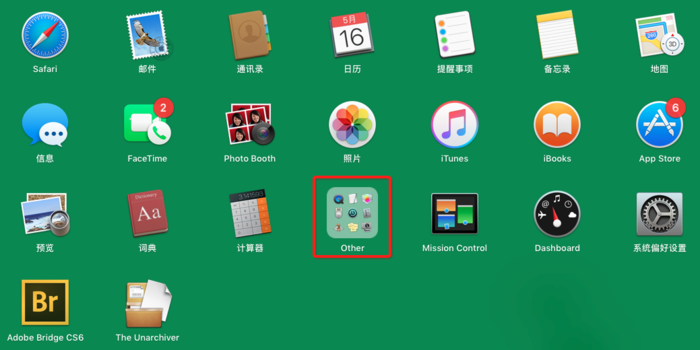 5月
16
3D
Safari
邮件
通讯录
日历
提醒事项
备忘录
地图
2
6
信息
FaceTime
Photo Booth
照片
iTunes
iBooks
App Store
Dictionary
Aa
预览
词典
计算器
Other
Mission Control
Dashboard
系统偏好设置
Br
Adobe Bridge CS6
The Unarchiver